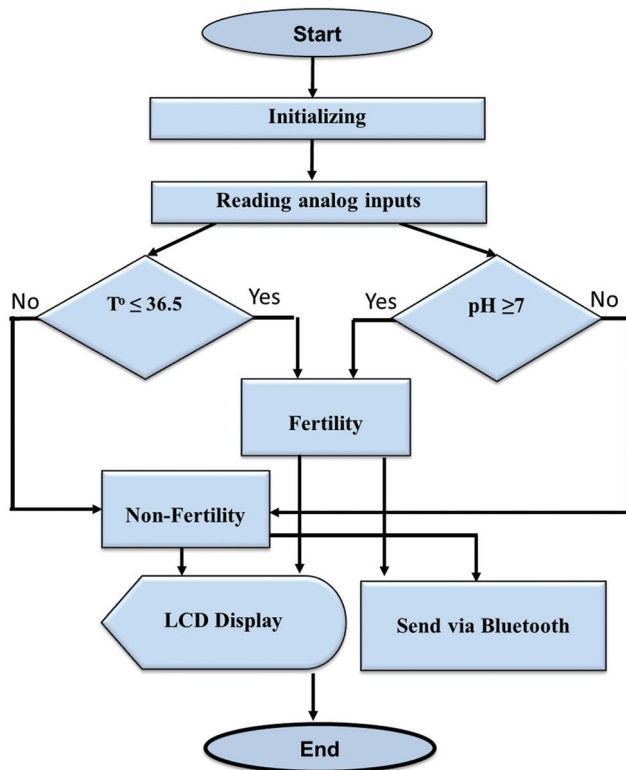 Start
Initializing
Reading analog inputs
No
Tº ≤ 36.5
Yes
Yes
pH ≥7
No
Fertility
Non-Fertility
LCD Display
Send via Bluetooth
End